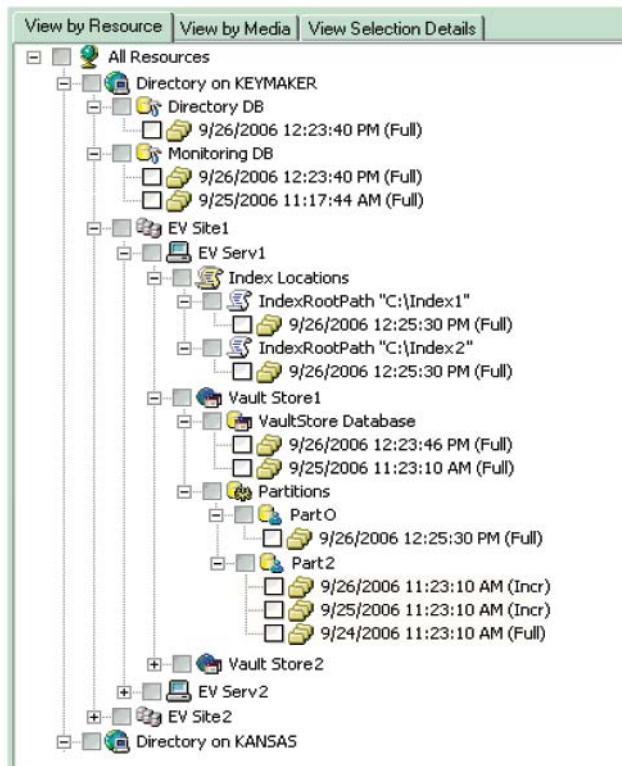 View by Resource View by Media View Selection Details
All Resources
Directory on KEYMAKER
Directory DB
9/26/2006 12:23:40 PM (Full)
Monitoring DB
9/26/2006 12:23:40 PM (Full)
9/25/2006 11:17:44 AM (Full)
EV Site1
EV Serv1
Index Locations
IndexRootPath "C:\Index1"
9/26/2006 12:25:30 PM (Full)
IndexRootPath "C:\Index2"
9/26/2006 12:25:30 PM (Full)
Vault Store1
VaultStore Database
9/26/2006 12:23:46 PM (Full)
9/25/2006 11:23:10 AM (Full)
Partitions
PartO
9/26/2006 12:25:30 PM (Full)
Part2
9/26/2006 11:23:10 AM (Incr)
9/25/2006 11:23:10 AM (Incr)
9/24/2006 11:23:10 AM (Full)
Vault Store2
EV Serv2
EV Site2
Directory on KANSAS